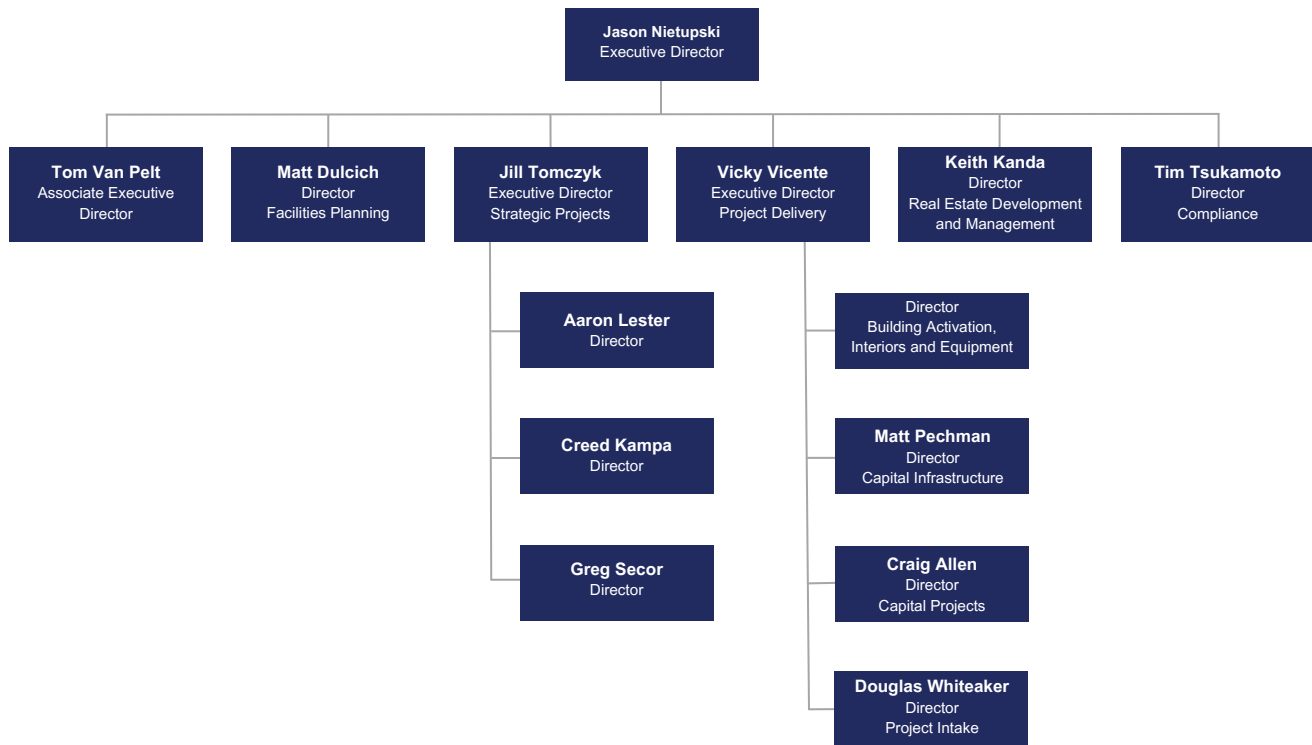 Jason Nietupski
Executive Director
Tom Van Pelt
Associate Executive
Director
Matt Dulcich
Director
Facilities Planning
Jill Tomczyk
Executive Director
Strategic Projects
Vicky Vicente
Executive Director
Project Delivery
Keith Kanda
Director
Real Estate Development
and Management
Tim Tsukamoto
Director
Compliance
Aaron Lester
Director
Creed Kampa
Director
Greg Secor
Director
Director
Building Activation,
Interiors and Equipment
Matt Pechman
Director
Capital Infrastructure
Craig Allen
Director
Capital Projects
Douglas Whiteaker
Director
Project Intake